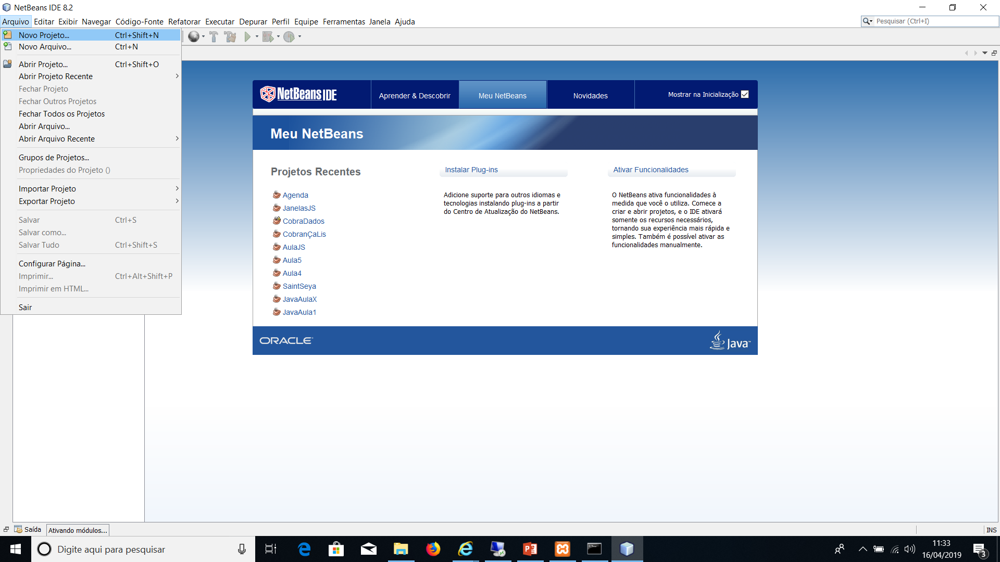 NetBeans IDE 8.2
Arquivo Editar Exibir Navegar Código-Fonte Refatorar Executar Depurar Perfil Equipe Ferramentas Janela Ajuda
Pesquisar (Ctrl+I)
Novo Projeto... Ctrl+Shift+N
Novo Arquivo... Ctrl+N
Abrir Projeto... Ctrl+Shift+O
Abrir Projeto Recente
Fechar Projeto
Fechar Outros Projetos
Fechar Todos os Projetos
Abrir Arquivo...
Abrir Arquivo Recente
Grupos de Projetos...
Propriedades do Projeto ()
Importar Projeto
Exportar Projeto
Salvar Ctrl+S
Salvar como...
Salvar Tudo Ctrl+Shift+S
Configurar Página...
Imprimir... Ctrl+Alt+Shift+P
Imprimir em HTML...
Sair
NetBeans IDE
Aprender & Descobrir
Meu NetBeans
Novidades
Mostrar na Inicialização
Meu NetBeans
Projetos Recentes
Agenda
JanelasJS
CobraDados
CobranÇaLis
AulaJS
Aula5
Aula4
SaintSeya
JavaAulaX
JavaAula1
Instalar Plug-ins
Adicione suporte para outros idiomas e
tecnologias instalando plug-ins a partir
do Centro de Atualização do NetBeans.
Ativar Funcionalidades
O NetBeans ativa funcionalidades à
medida que você o utiliza. Comece a
criar e abrir projetos, e o IDE ativará
somente os recursos necessários,
tornando sua experiência mais rápida e
simples. Também é possível ativar as
funcionalidades manualmente.
ORACLE
Java™
Saída
Ativando módulos...
INS
Digite aqui para pesquisar
11:33
16/04/2019
3